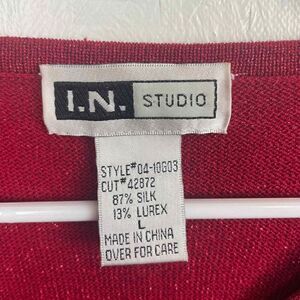 I.N. STUDIO
STYLE#04-10G03
CUT#42872
87% SILK
13% LUREX
L
MADE IN CHINA
OVER FOR CARE